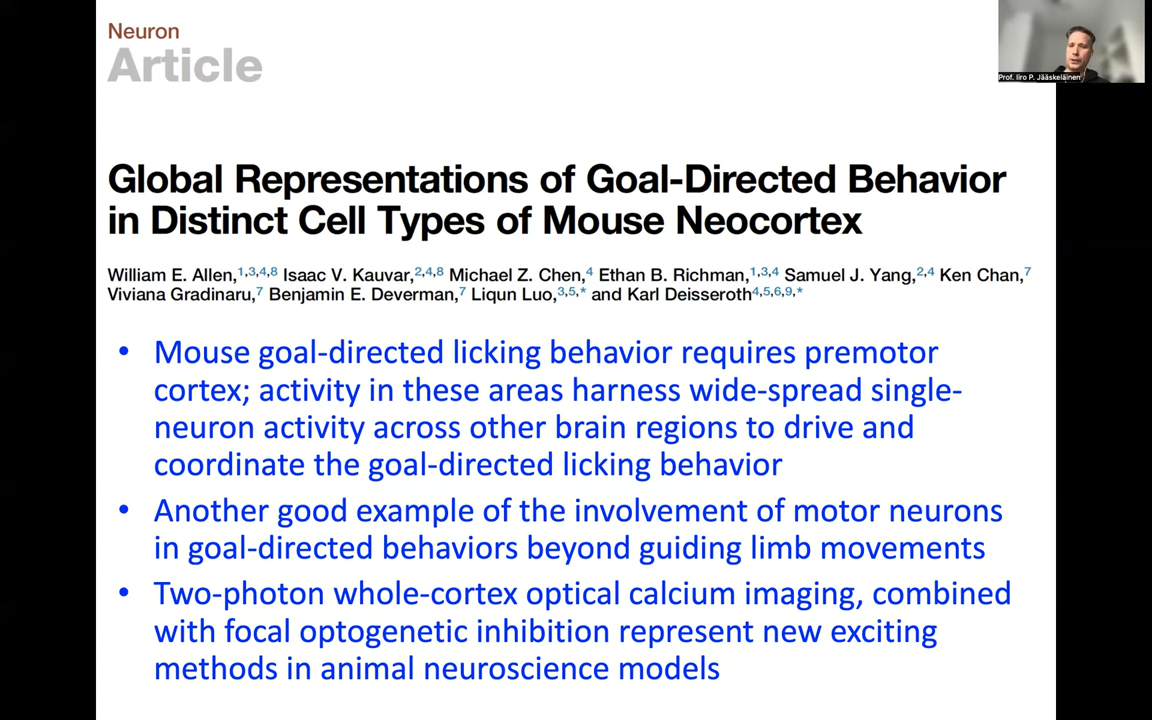 Neuron
Article
Prof. Iiro P. Jääskeläinen
Global Representations of Goal-Directed Behavior
in Distinct Cell Types of Mouse Neocortex
William E. Allen,1,3,4,8 Isaac V. Kauvar,2,4,8 Michael Z. Chen,4 Ethan B. Richman,1,3,4 Samuel J. Yang,2,4 Ken Chan,7
Viviana Gradinaru,7 Benjamin E. Deverman,7 Liqun Luo,3,5,* and Karl Deisseroth4,5,6,9,*
• Mouse goal-directed licking behavior requires premotor
cortex; activity in these areas harness wide-spread single-
neuron activity across other brain regions to drive and
coordinate the goal-directed licking behavior
• Another good example of the involvement of motor neurons
in goal-directed behaviors beyond guiding limb movements
• Two-photon whole-cortex optical calcium imaging, combined
with focal optogenetic inhibition represent new exciting
methods in animal neuroscience models